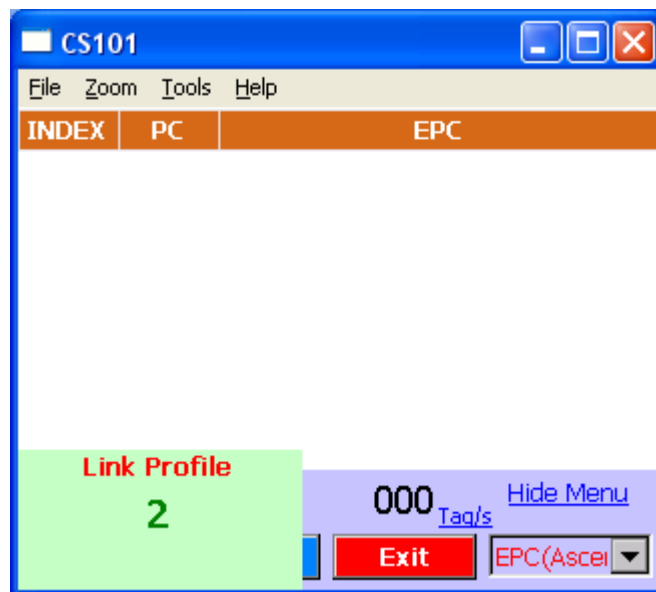 CS101
File Zoom Tools Help
INDEX PC EPC
Link Profile
2
000 Tag/s Hide Menu
Exit EPC(Ascei